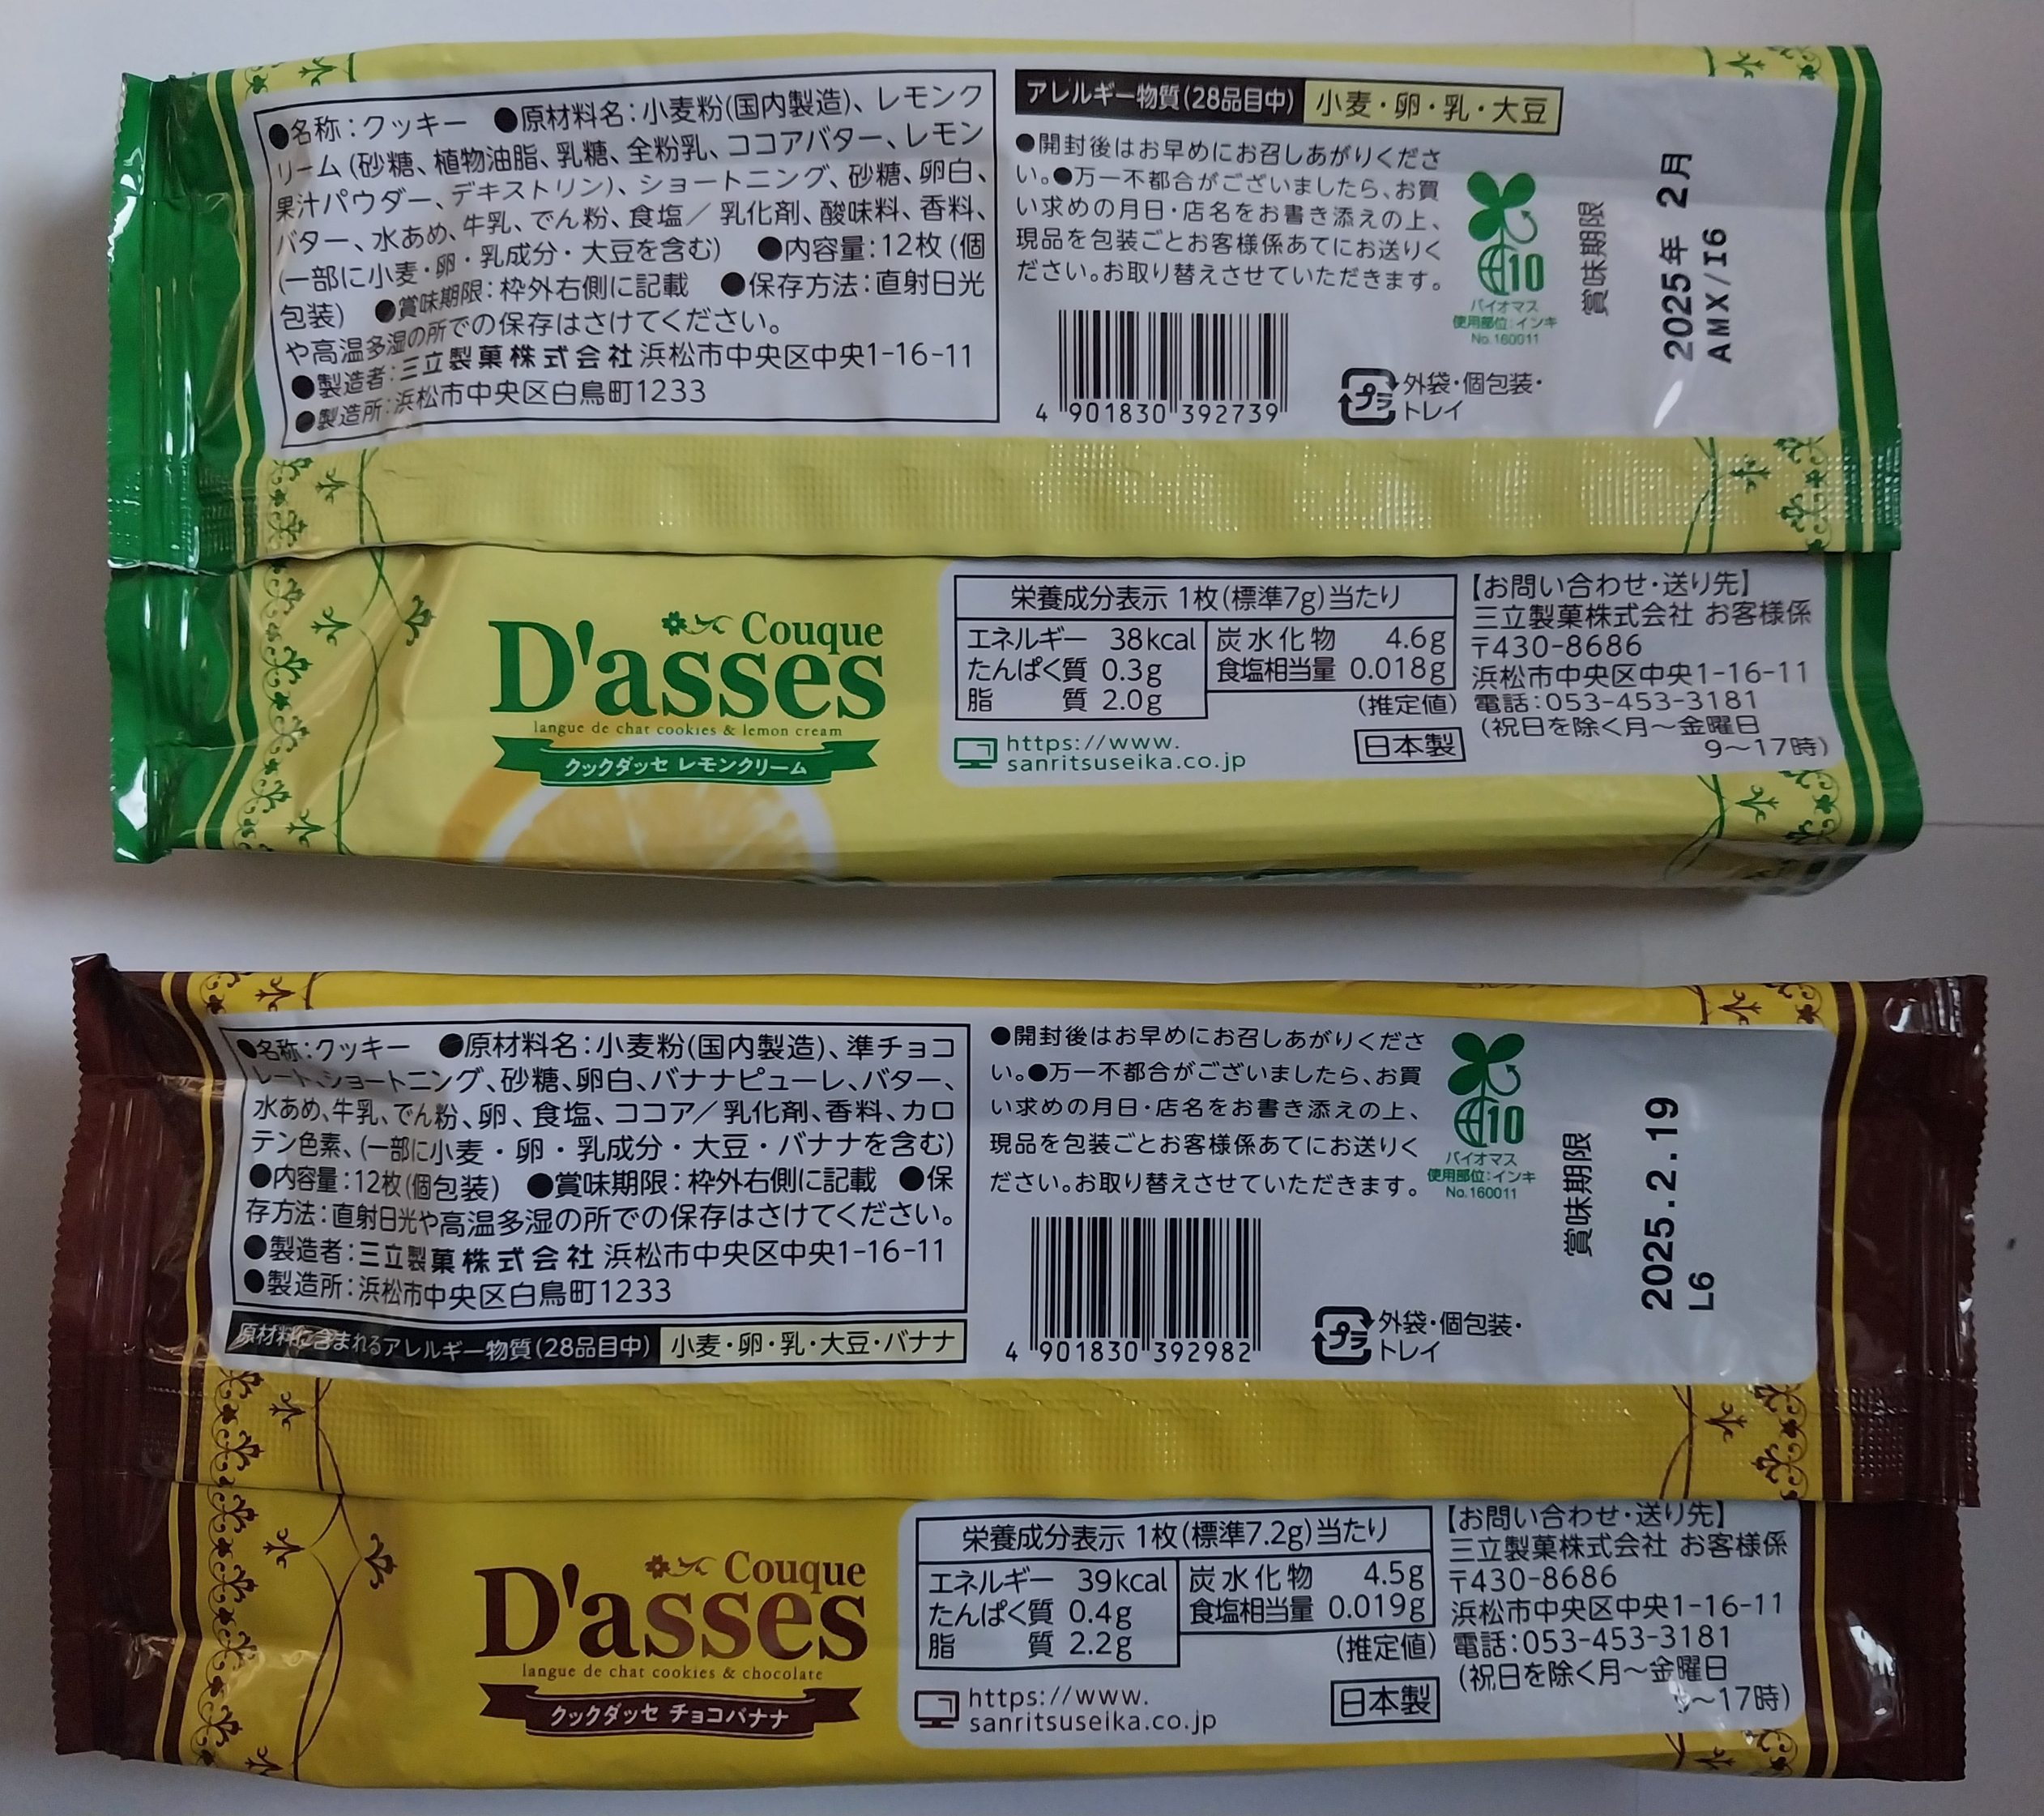 ●名称：クッキー　●原材料名：小麦粉(国内製造)、レモンク
リーム(砂糖、植物油脂、乳糖、全粉乳、ココアバター、レモン
果汁パウダー、デキストリン)、ショートニング、砂糖、卵白、
バター、水あめ、牛乳、でん粉、食塩／乳化剤、酸味料、香料、
(一部に小麦・卵・乳成分・大豆を含む)　●内容量：12枚(個
包装)　●賞味期限：枠外右側に記載　●保存方法：直射日光
や高温多湿の所での保存はさけてください。
●製造者：三立製菓株式会社 浜松市中央区中央1-16-11
●製造所：浜松市中央区白鳥町1233
アレルギー物質(28品目中) 小麦・卵・乳・大豆
●開封後はお早めにお召しあがりくださ
い。●万一不都合がございましたら、お買
い求めの月日・店名をお書き添えの上、
現品を包装ごとお客様係あてにお送りく
ださい。お取り替えさせていただきます。
10
バイオマス
使用部位：インキ
No.160011
4 901830 392739
プラ
外袋・個包装・
トレイ
賞味期限
2025年 2月
AMX/I6
Couque
D'asses
langue de chat cookies & lemon cream
クックダッセ レモンクリーム
栄養成分表示 1枚(標準7g)当たり
エネルギー 38kcal 炭水化物 4.6g
たんぱく質 0.3g 食塩相当量 0.018g
脂質 2.0g (推定値)
https://www.
sanritsuseika.co.jp
日本製
【お問い合わせ・送り先】
三立製菓株式会社 お客様係
〒430-8686
浜松市中央区中央1-16-11
電話：053-453-3181
(祝日を除く月～金曜日
9～17時)
●名称：クッキー　●原材料名：小麦粉(国内製造)、準チョコ
レート、ショートニング、砂糖、卵白、バナナピューレ、バター、
水あめ、牛乳、でん粉、卵、食塩、ココア／乳化剤、香料、カロ
テン色素、(一部に小麦・卵・乳成分・大豆・バナナを含む)
●内容量：12枚(個包装)　●賞味期限：枠外右側に記載　●保
存方法：直射日光や高温多湿の所での保存はさけてください。
●製造者：三立製菓株式会社 浜松市中央区中央1-16-11
●製造所：浜松市中央区白鳥町1233
原材料に含まれるアレルギー物質(28品目中) 小麦・卵・乳・大豆・バナナ
●開封後はお早めにお召しあがりくださ
い。●万一不都合がございましたら、お買
い求めの月日・店名をお書き添えの上、
現品を包装ごとお客様係あてにお送りく
ださい。お取り替えさせていただきます。
10
バイオマス
使用部位：インキ
No.160011
4 901830 392982
プラ
外袋・個包装・
トレイ
賞味期限
2025.2.19
L6
Couque
D'asses
langue de chat cookies & chocolate
クックダッセ チョコバナナ
栄養成分表示 1枚(標準7.2g)当たり
エネルギー 39kcal 炭水化物 4.5g
たんぱく質 0.4g 食塩相当量 0.019g
脂質 2.2g (推定値)
https://www.
sanritsuseika.co.jp
日本製
【お問い合わせ・送り先】
三立製菓株式会社 お客様係
〒430-8686
浜松市中央区中央1-16-11
電話：053-453-3181
(祝日を除く月～金曜日
9～17時)